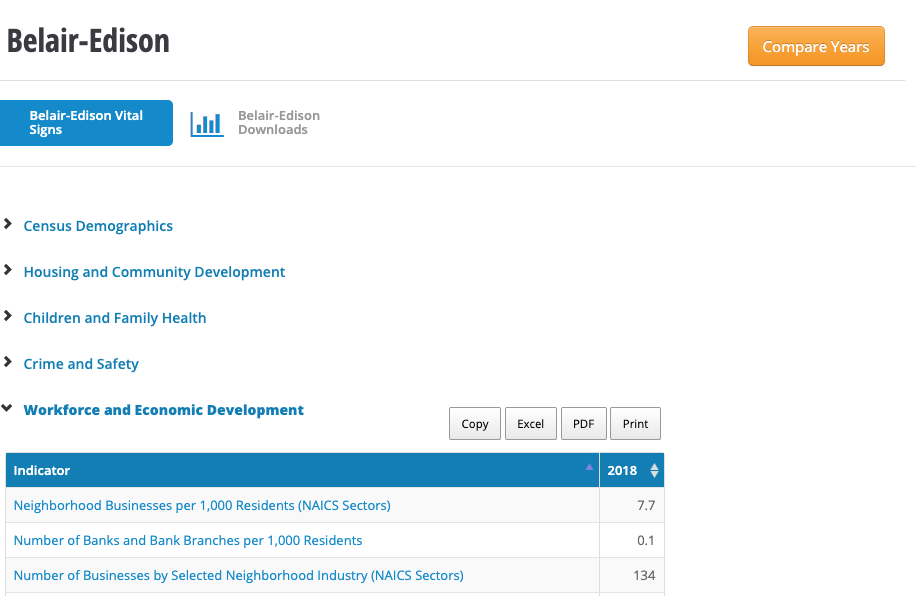 Belair-Edison
Compare Years
Belair-Edison Vital
Signs
Belair-Edison
Downloads
Census Demographics
Housing and Community Development
Children and Family Health
Crime and Safety
Workforce and Economic Development
Copy Excel PDF Print
Indicator 2018
Neighborhood Businesses per 1,000 Residents (NAICS Sectors) 7.7
Number of Banks and Bank Branches per 1,000 Residents 0.1
Number of Businesses by Selected Neighborhood Industry (NAICS Sectors) 134